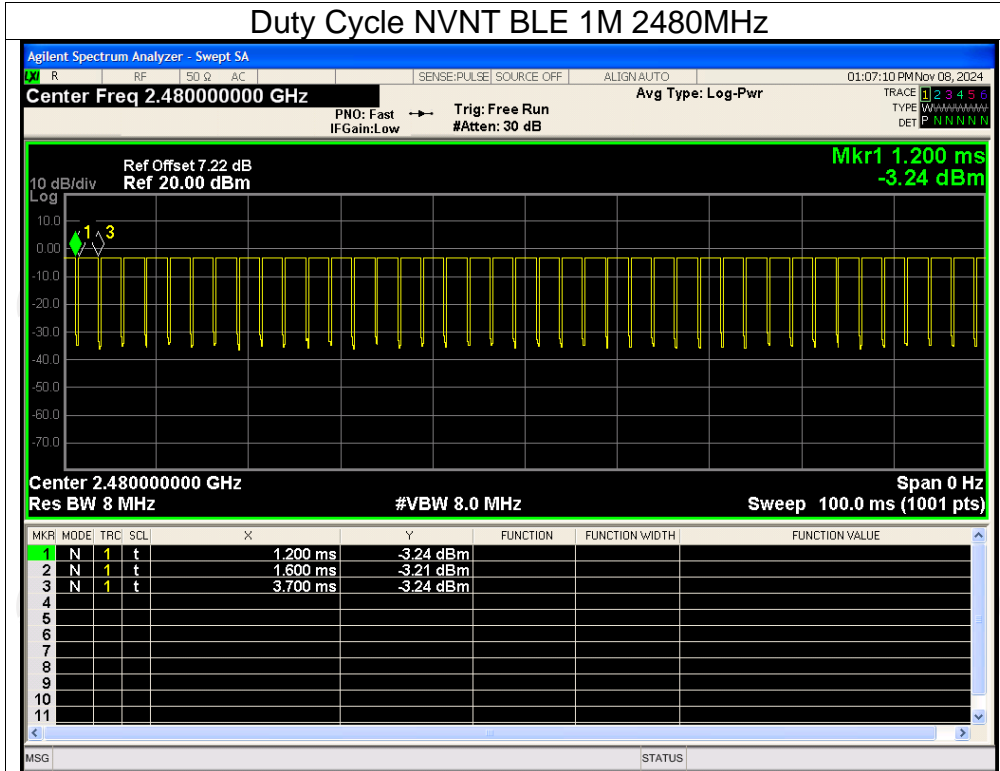 Duty Cycle NVNT BLE 1M 2480MHz
Agilent Spectrum Analyzer - Swept SA
LXI R RF 50 Ω AC SENSE:PULSE SOURCE OFF ALIGN AUTO 01:07:10 PM Nov 08, 2024
Center Freq 2.480000000 GHz Avg Type: Log-Pwr TRACE 1 2 3 4 5 6
PNO: Fast Trig: Free Run TYPE WWWWWWW
IFGain:Low #Atten: 30 dB DET P N N N N N
Mkr1 1.200 ms
Ref Offset 7.22 dB
10 dB/div Ref 20.00 dBm -3.24 dBm
Log
10.0
1 3
0.00
-10.0
-20.0
-30.0
-40.0
-50.0
-60.0
-70.0
Center 2.480000000 GHz Span 0 Hz
Res BW 8 MHz #VBW 8.0 MHz Sweep 100.0 ms (1001 pts)
MKR MODE TRC SCL X Y FUNCTION FUNCTION WIDTH FUNCTION VALUE
1 N 1 t 1.200 ms -3.24 dBm
2 N 1 t 1.600 ms -3.21 dBm
3 N 1 t 3.700 ms -3.24 dBm
4
5
6
7
8
9
10
11
MSG STATUS